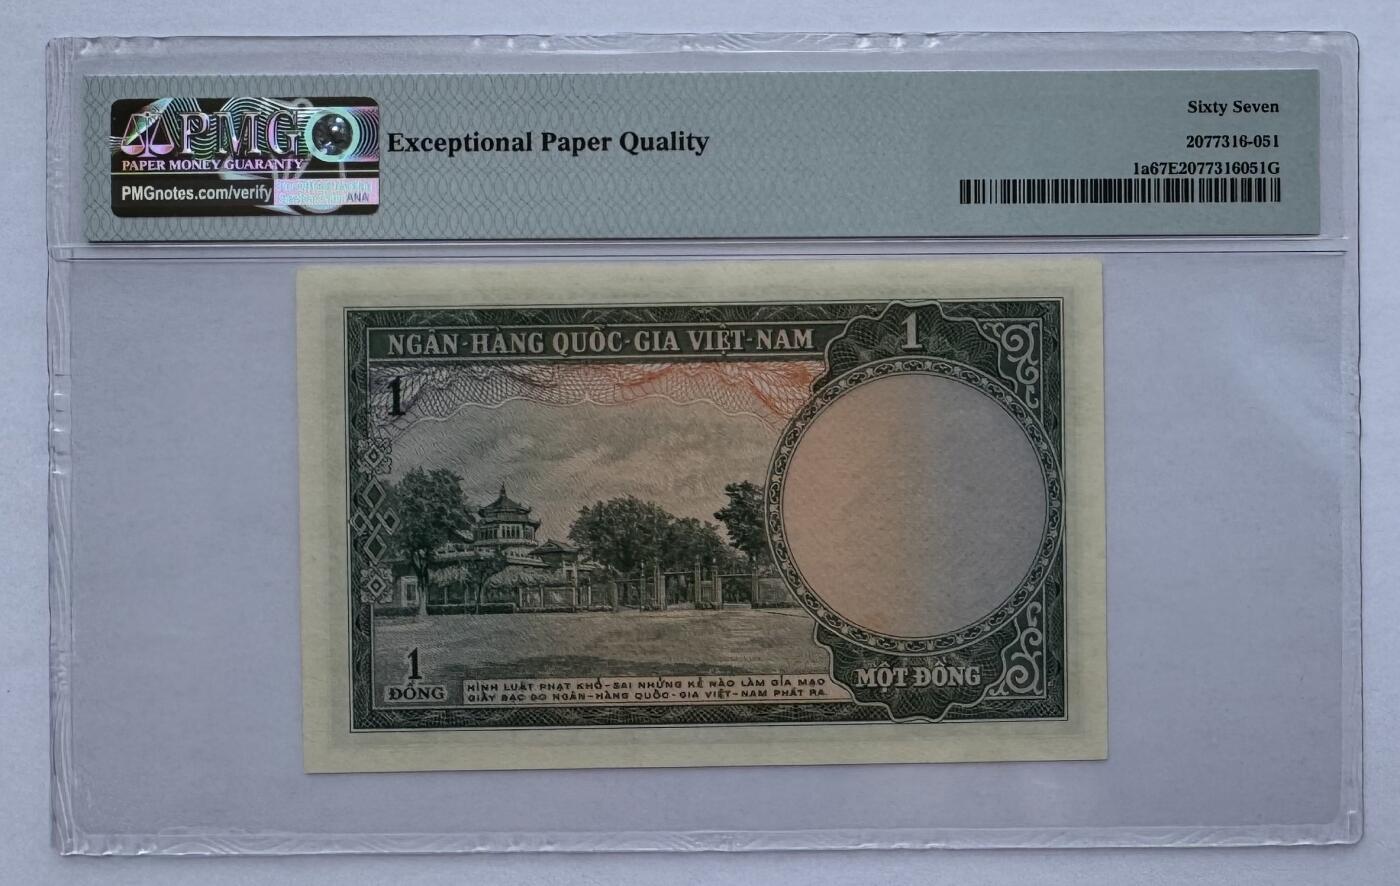 PMG
PAPER MONEY GUARANTY
PMGnotes.com/verify
ANA
Exceptional Paper Quality
Sixty Seven
2077316-051
1a67E2077316051G
NGÂN-HÀNG QUỐC-GIA VIỆT-NAM
1
1
1
ĐỒNG
HÌNH LUẬT PHẠT KHỔ-SAI NHỮNG KẺ NÀO LÀM GIẢ MẠO
GIẤY BẠC DO NGÂN-HÀNG QUỐC-GIA VIỆT-NAM PHÁT RA
MỘT ĐỒNG